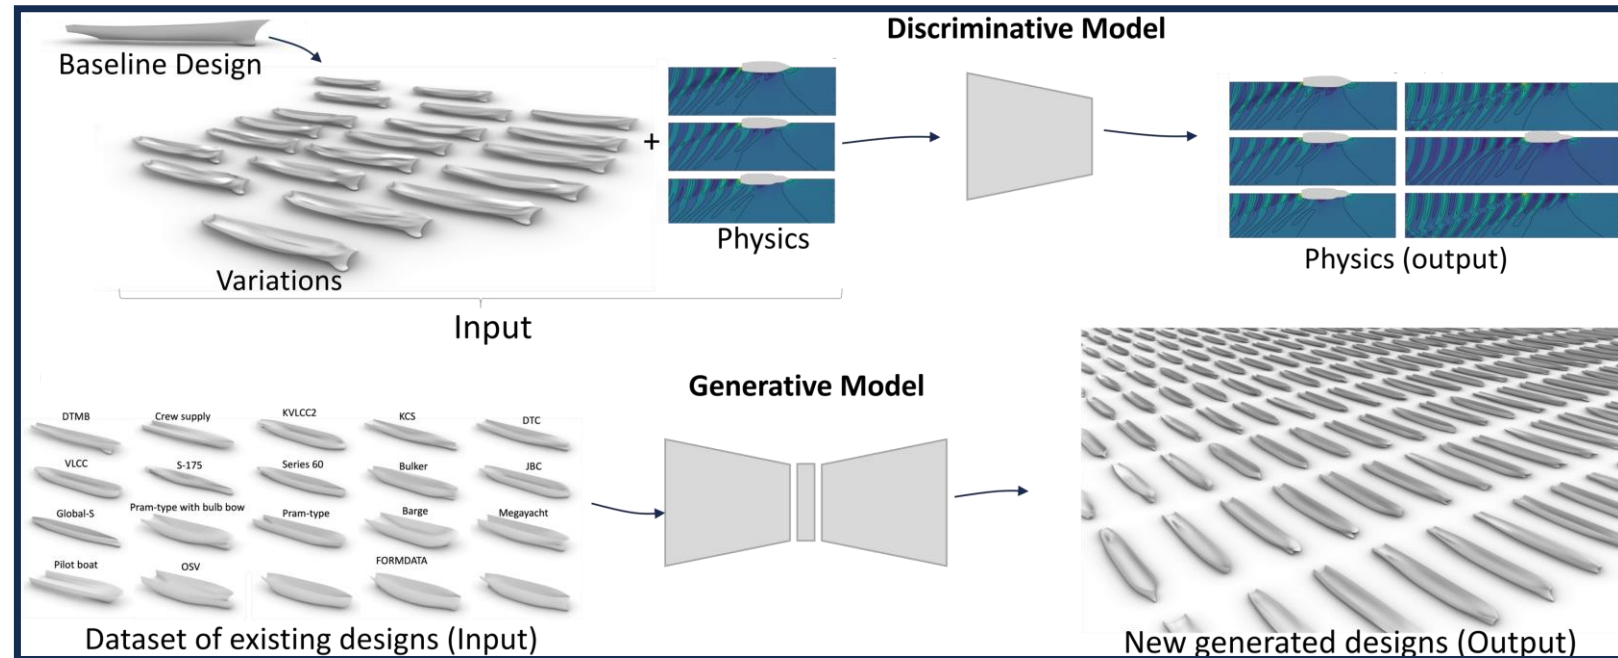 Discriminative Model
Baseline Design
+
Physics
Variations
Physics (output)
Input
Generative Model
DTMB
Crew supply
KVLCC2
KCS
DTC
VLCC
S-175
Series 60
Bulker
JBC
Global-S
Pram-type with bulb bow
Pram-type
Barge
Megayacht
Pilot boat
OSV
FORMDATA
Dataset of existing designs (Input)
New generated designs (Output)